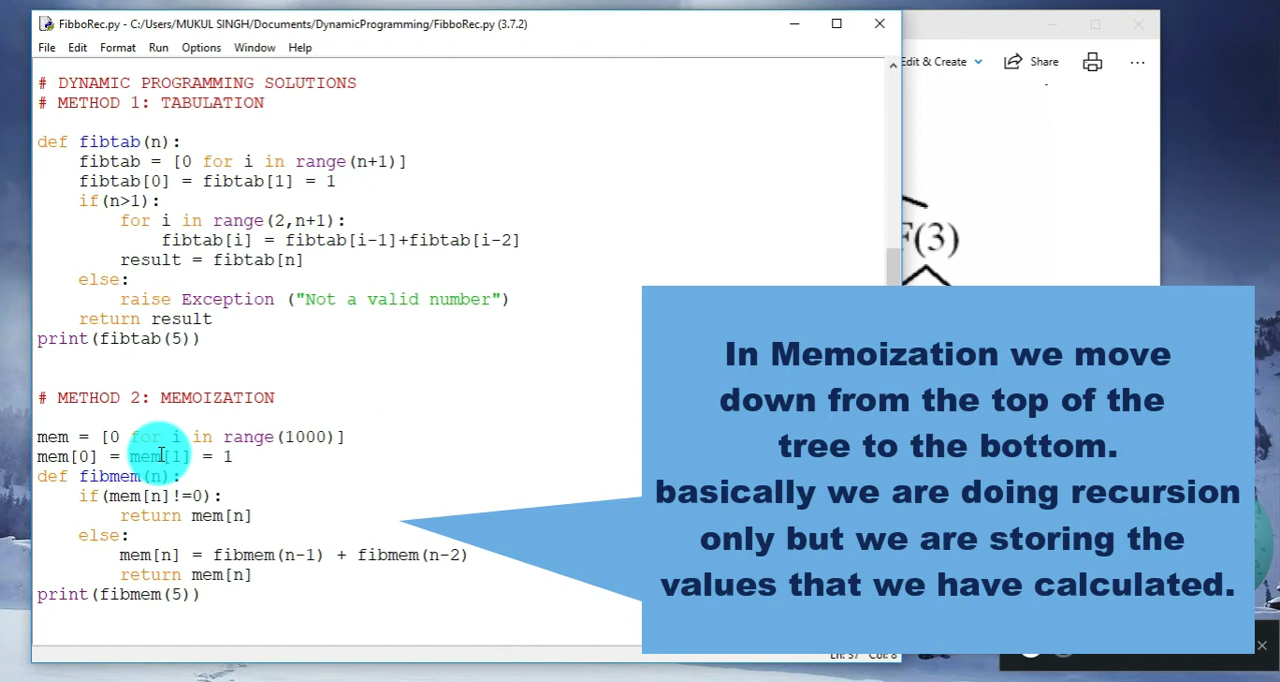 FibboRec.py - C:/Users/MUKUL SINGH/Documents/DynamicProgramming/FibboRec.py (3.7.2)
File Edit Format Run Options Window Help
Edit & Create Share
# DYNAMIC PROGRAMMING SOLUTIONS
# METHOD 1: TABULATION
def fibtab(n):
    fibtab = [0 for i in range(n+1)]
    fibtab[0] = fibtab[1] = 1
    if(n>1):
        for i in range(2,n+1):
            fibtab[i] = fibtab[i-1]+fibtab[i-2]
        result = fibtab[n]
    else:
        raise Exception ("Not a valid number")
    return result
print(fibtab(5))
F(3)
# METHOD 2: MEMOIZATION
mem = [0 for i in range(1000)]
mem[0] = mem[1] = 1
def fibmem(n):
    if(mem[n]!=0):
        return mem[n]
    else:
        mem[n] = fibmem(n-1) + fibmem(n-2)
        return mem[n]
print(fibmem(5))
In Memoization we move
down from the top of the
tree to the bottom.
basically we are doing recursion
only but we are storing the
values that we have calculated.
Ln: 57 Col: 8